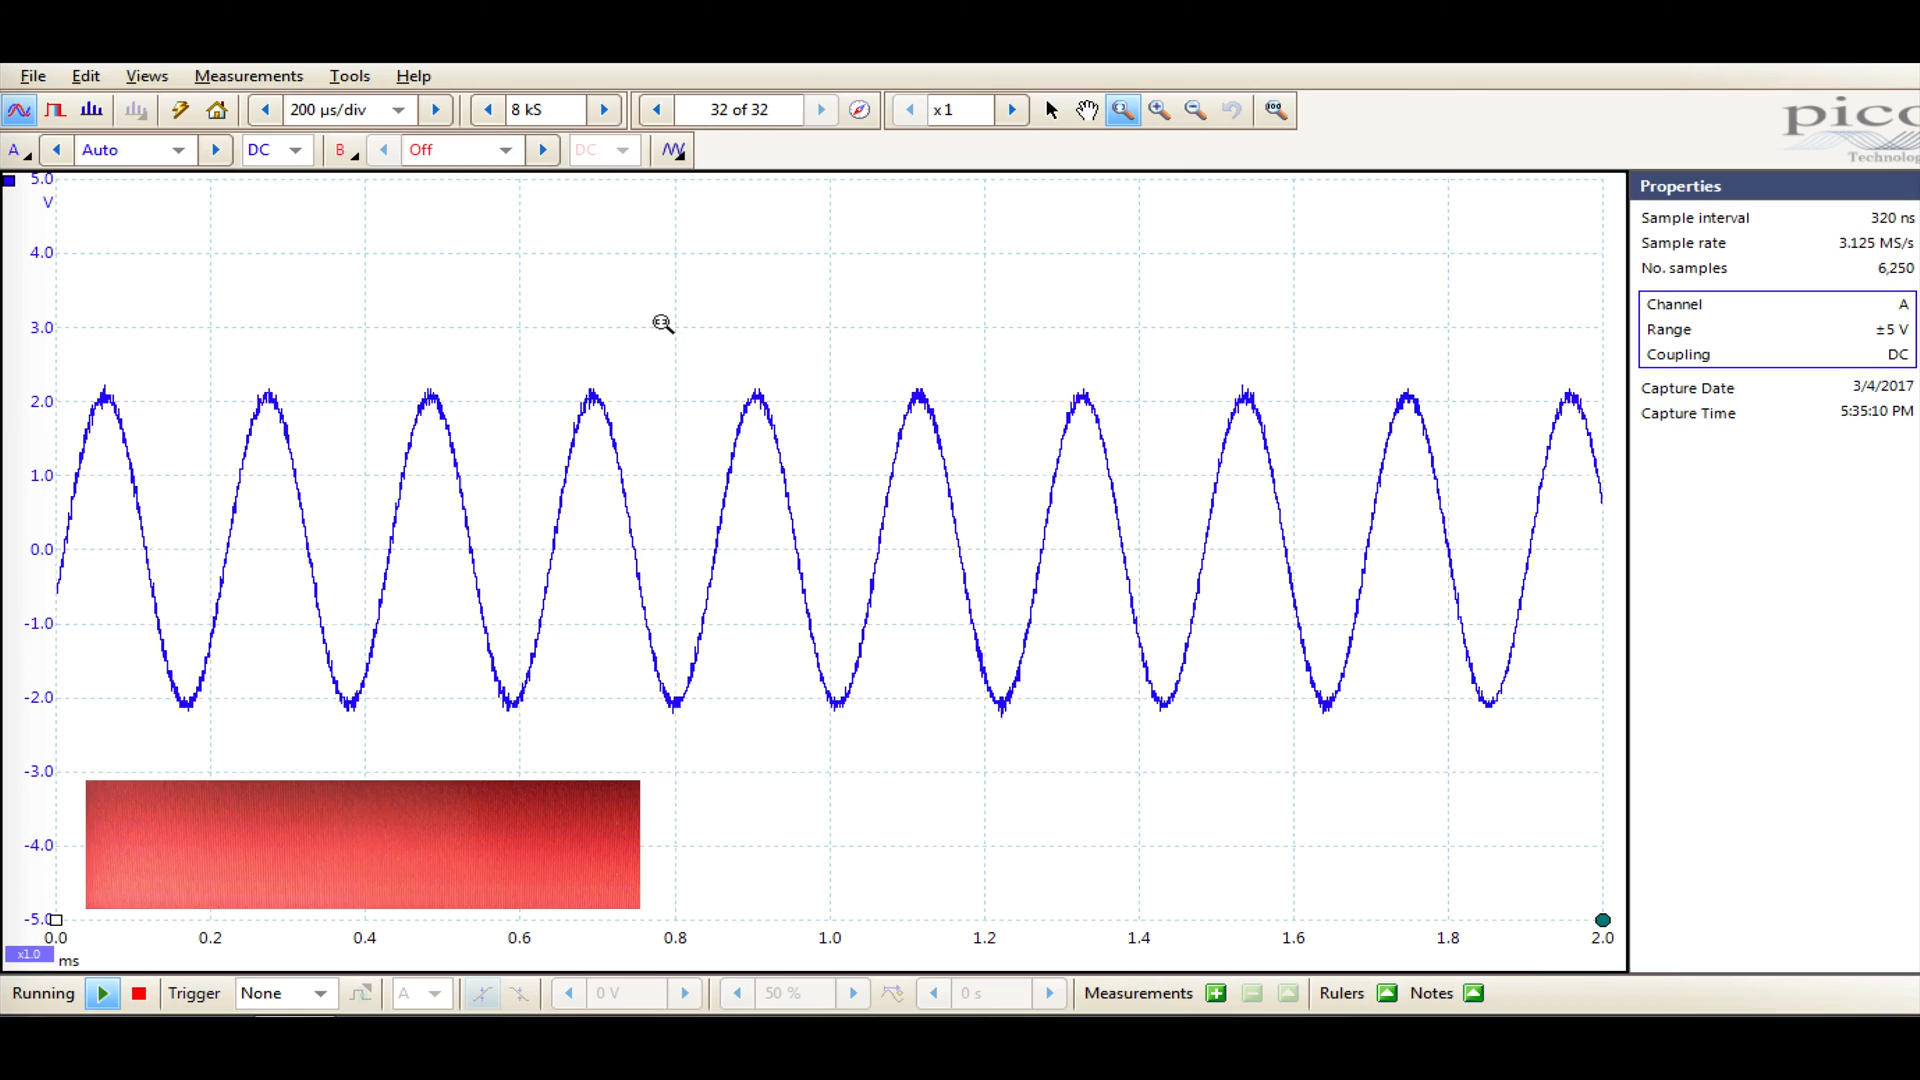 File Edit Views Measurements Tools Help
200 µs/div 8 kS 32 of 32 x1
A Auto DC B Off DC
pico
Technology
5.0
V
4.0
3.0
2.0
1.0
0.0
-1.0
-2.0
-3.0
-4.0
-5.0
0.0 0.2 0.4 0.6 0.8 1.0 1.2 1.4 1.6 1.8 2.0
x1.0 ms
Properties
Sample interval 320 ns
Sample rate 3.125 MS/s
No. samples 6,250
Channel A
Range ±5 V
Coupling DC
Capture Date 3/4/2017
Capture Time 5:35:10 PM
Running Trigger None A 0 V 50 % 0 s Measurements Rulers Notes